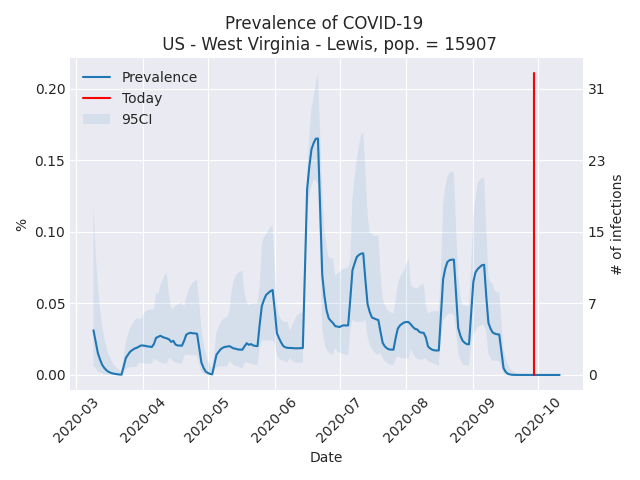 Prevalence of COVID-19
US - West Virginia - Lewis, pop. = 15907
Prevalence
Today
95CI
0.20
0.15
0.10
0.05
0.00
%
31
23
15
7
0
# of infections
2020-03
2020-04
2020-05
2020-06
2020-07
2020-08
2020-09
2020-10
Date